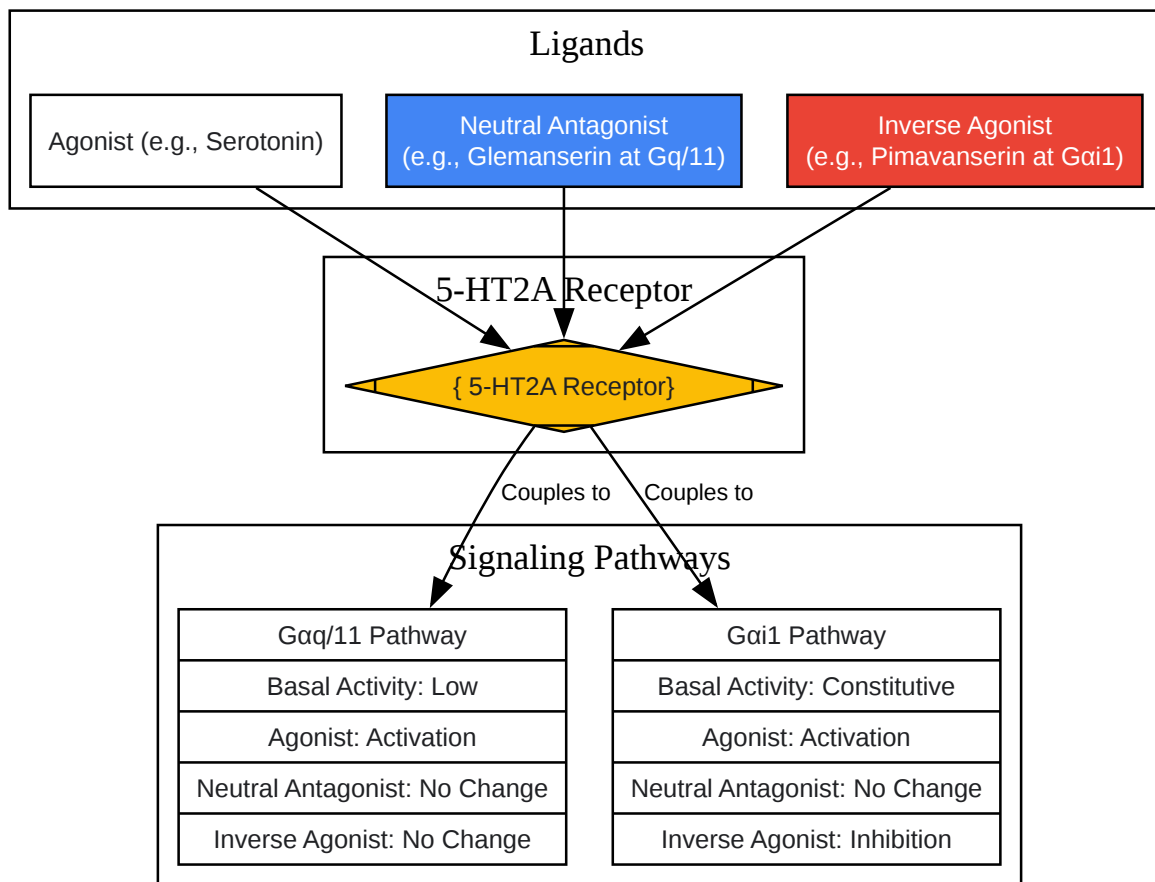 Ligands
Agonist (e.g., Serotonin)
Neutral Antagonist
(e.g., Glemanserin at Gq/11)
Inverse Agonist
(e.g., Pimavanserin at Gαi1)
5-HT2A Receptor
{ 5-HT2A Receptor}
Couples to
Couples to
Signaling Pathways
Gαq/11 Pathway
Basal Activity: Low
Agonist: Activation
Neutral Antagonist: No Change
Inverse Agonist: No Change
Gαi1 Pathway
Basal Activity: Constitutive
Agonist: Activation
Neutral Antagonist: No Change
Inverse Agonist: Inhibition